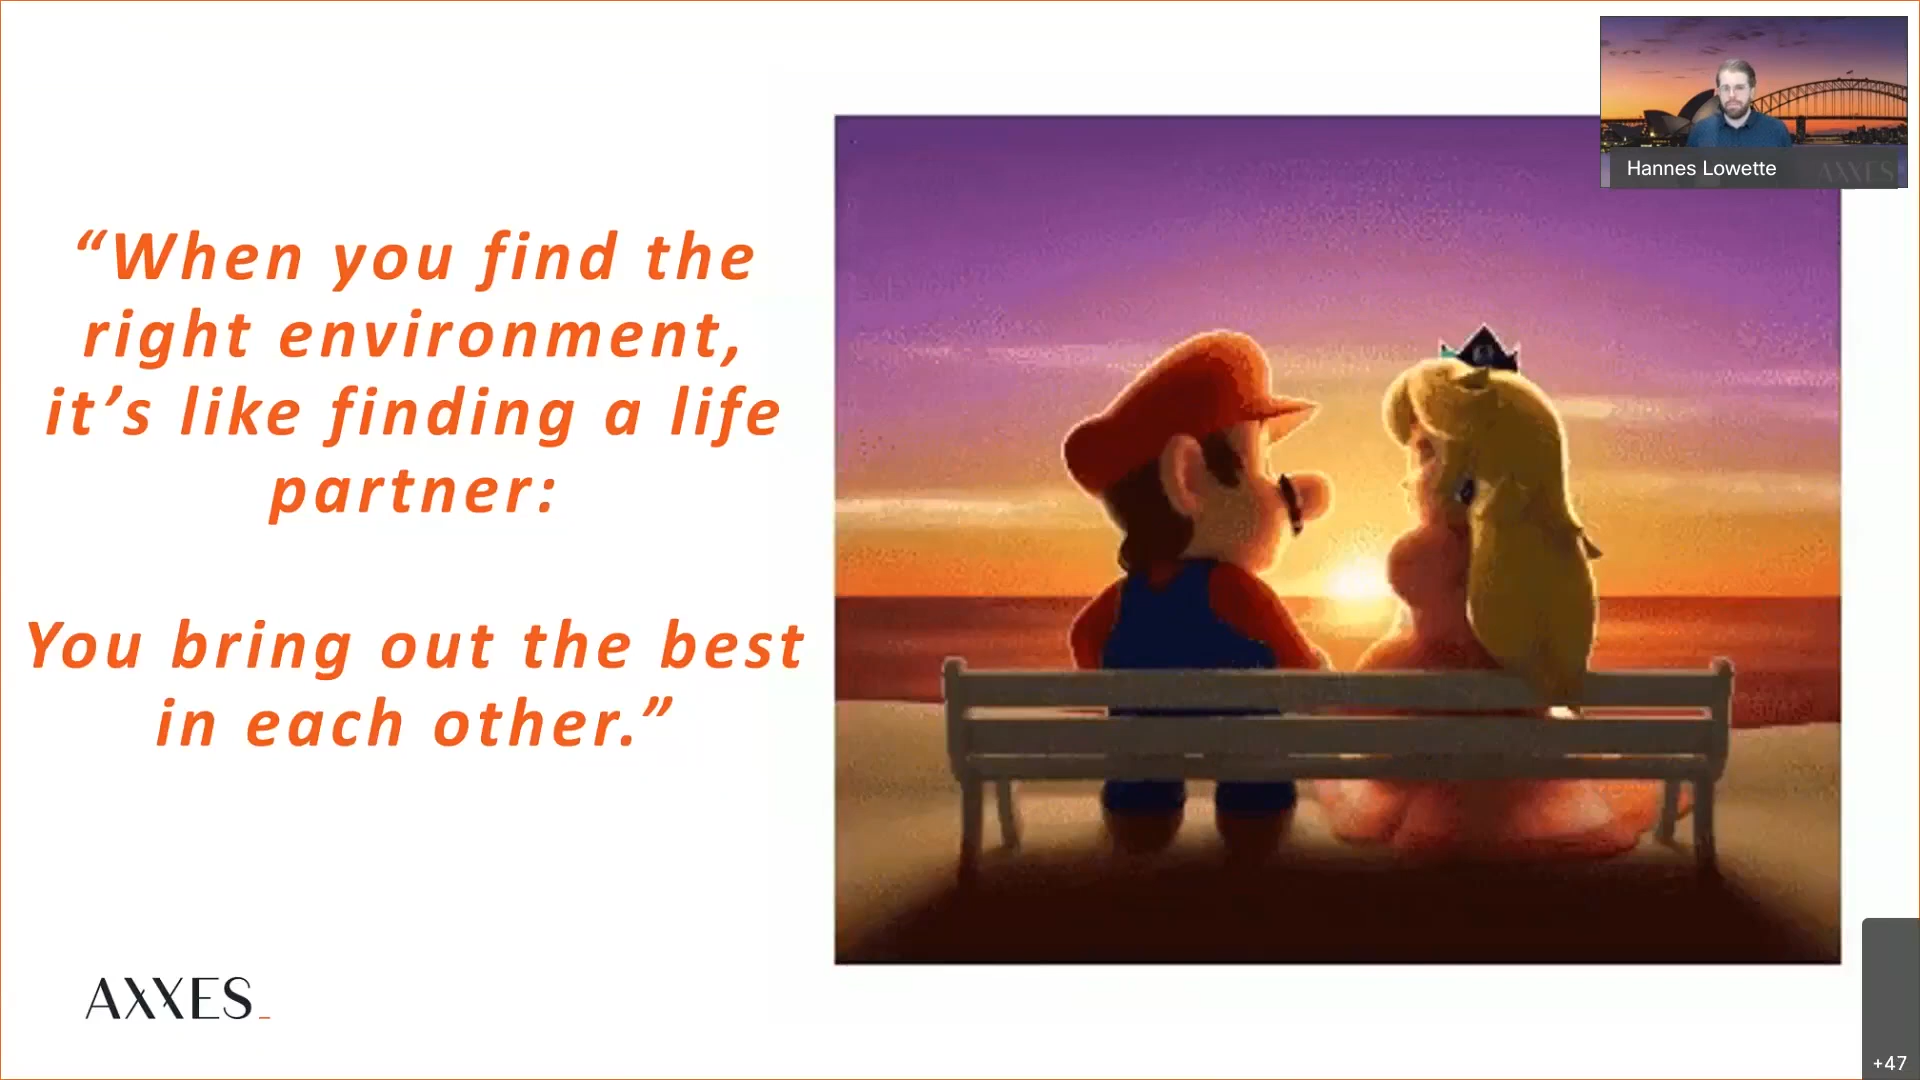 “When you find the
right environment,
it’s like finding a life
partner:
You bring out the best
in each other.”
AXXES_
Hannes Lowette
AXXES
+47